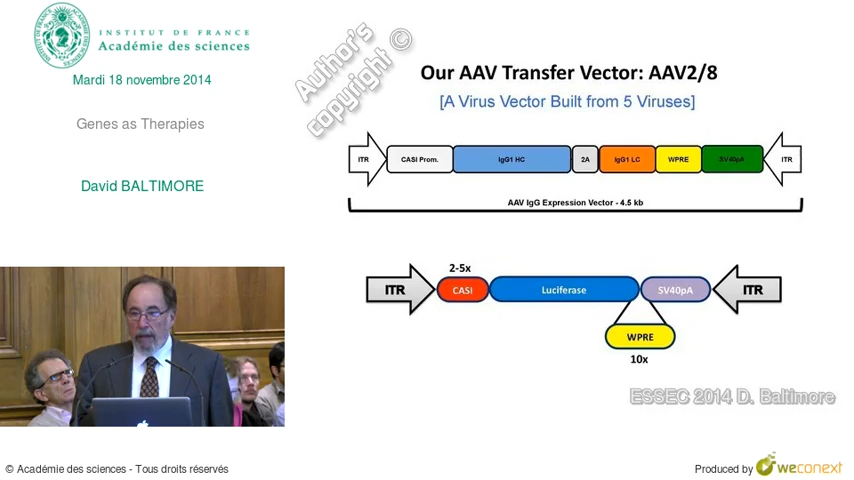 INSTITUT DE FRANCE
Académie des sciences
Mardi 18 novembre 2014
Genes as Therapies
David BALTIMORE
Author's
copyright ©
Our AAV Transfer Vector: AAV2/8
[A Virus Vector Built from 5 Viruses]
ITR CASI Prom. IgG1 HC 2A IgG1 LC WPRE SV40pA ITR
AAV IgG Expression Vector - 4.5 kb
2-5x
ITR CASI Luciferase SV40pA ITR
WPRE
10x
ESSEC 2014 D. Baltimore
© Académie des sciences - Tous droits réservés
Produced by weconext